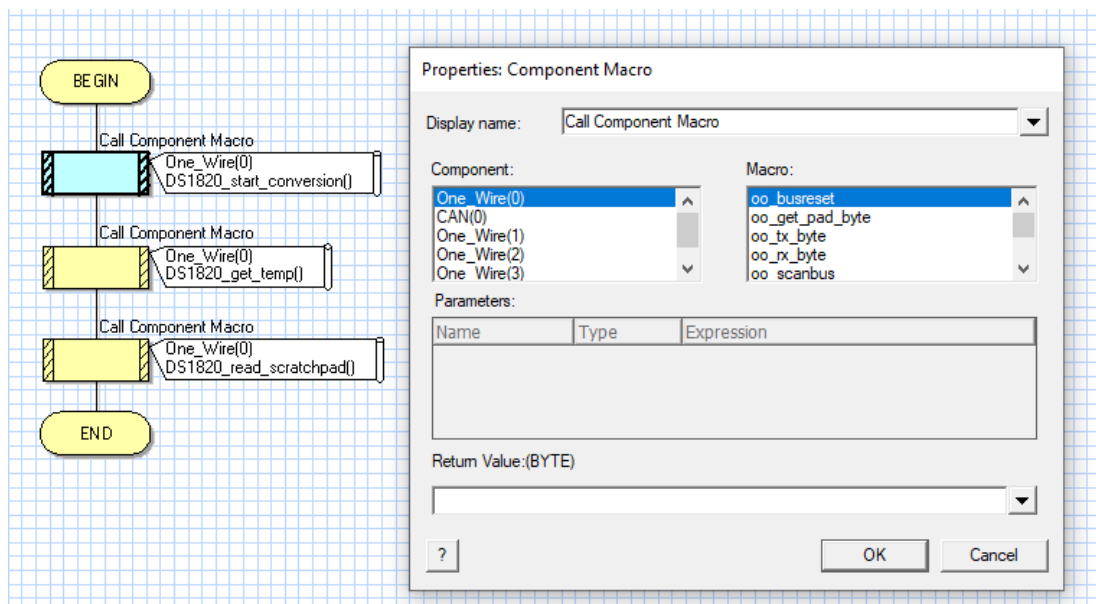 BEGIN
Call Component Macro
One_Wire(0)
DS1820_start_conversion()
Call Component Macro
One_Wire(0)
DS1820_get_temp()
Call Component Macro
One_Wire(0)
DS1820_read_scratchpad()
END
Properties: Component Macro
Display name:
Call Component Macro
Component:
One_Wire(0)
CAN(0)
One_Wire(1)
One_Wire(2)
One_Wire(3)
Macro:
oo_busreset
oo_get_pad_byte
oo_tx_byte
oo_rx_byte
oo_scanbus
Parameters:
Name Type Expression
Return Value:(BYTE)
?
OK
Cancel